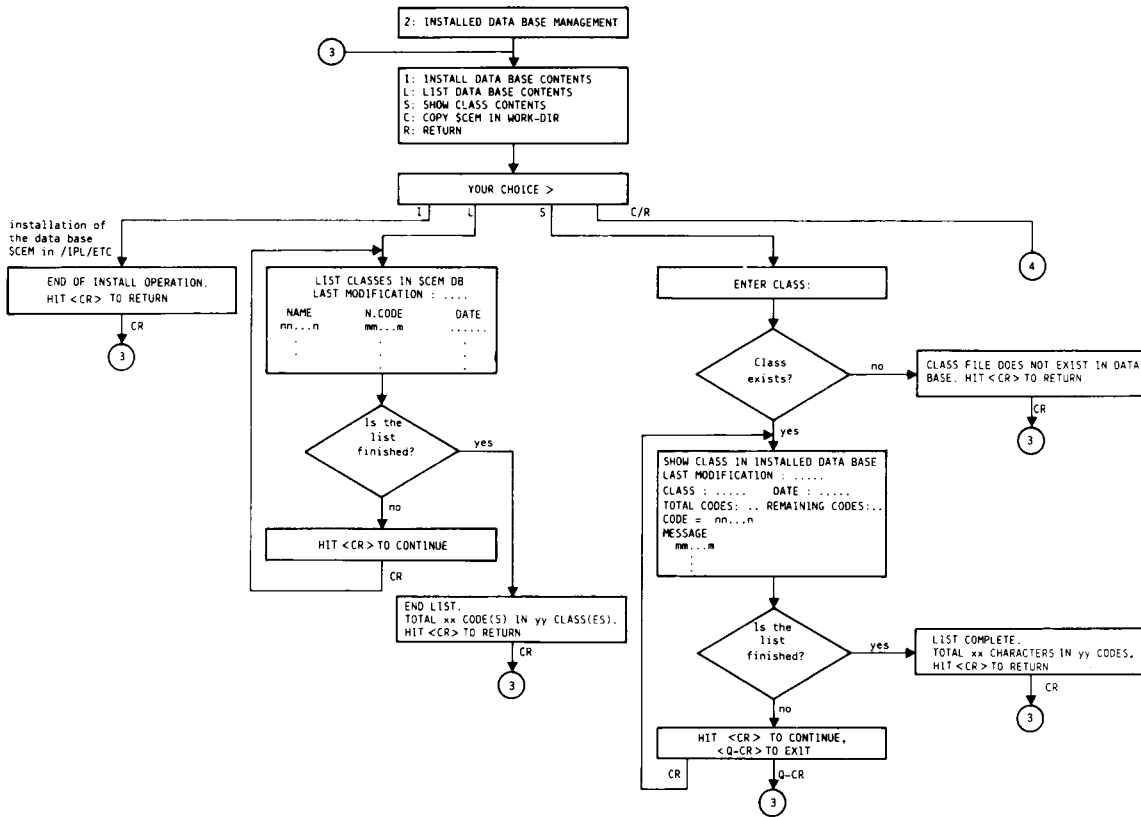 2: INSTALLED DATA BASE MANAGEMENT
3
I: INSTALL DATA BASE CONTENTS
L: LIST DATA BASE CONTENTS
S: SHOW CLASS CONTENTS
C: COPY $CEM IN WORK-DIR
R: RETURN
YOUR CHOICE >
I
L
S
C/R
installation of
the data base
$CEM in /IPL/ETC
END OF INSTALL OPERATION.
HIT <CR> TO RETURN
CR
3
LIST CLASSES IN $CEM DB
LAST MODIFICATION : ....
NAME N.CODE DATE
nn...n mm...m ......
. . .
. . .
. . .
Is the
list
finished?
yes
no
HIT <CR> TO CONTINUE
CR
END LIST.
TOTAL xx CODE(S) IN yy CLASS(ES).
HIT <CR> TO RETURN
CR
3
4
ENTER CLASS:
Class
exists?
no
CLASS FILE DOES NOT EXIST IN DATA
BASE. HIT <CR> TO RETURN
CR
3
yes
SHOW CLASS IN INSTALLED DATA BASE
LAST MODIFICATION : .....
CLASS : ..... DATE : .....
TOTAL CODES: .. REMAINING CODES:..
CODE = nn...n
MESSAGE
mm...m
:
Is the
list
finished?
yes
LIST COMPLETE.
TOTAL xx CHARACTERS IN yy CODES.
HIT <CR> TO RETURN
CR
3
no
HIT <CR> TO CONTINUE,
<Q-CR> TO EXIT
CR
Q-CR
3